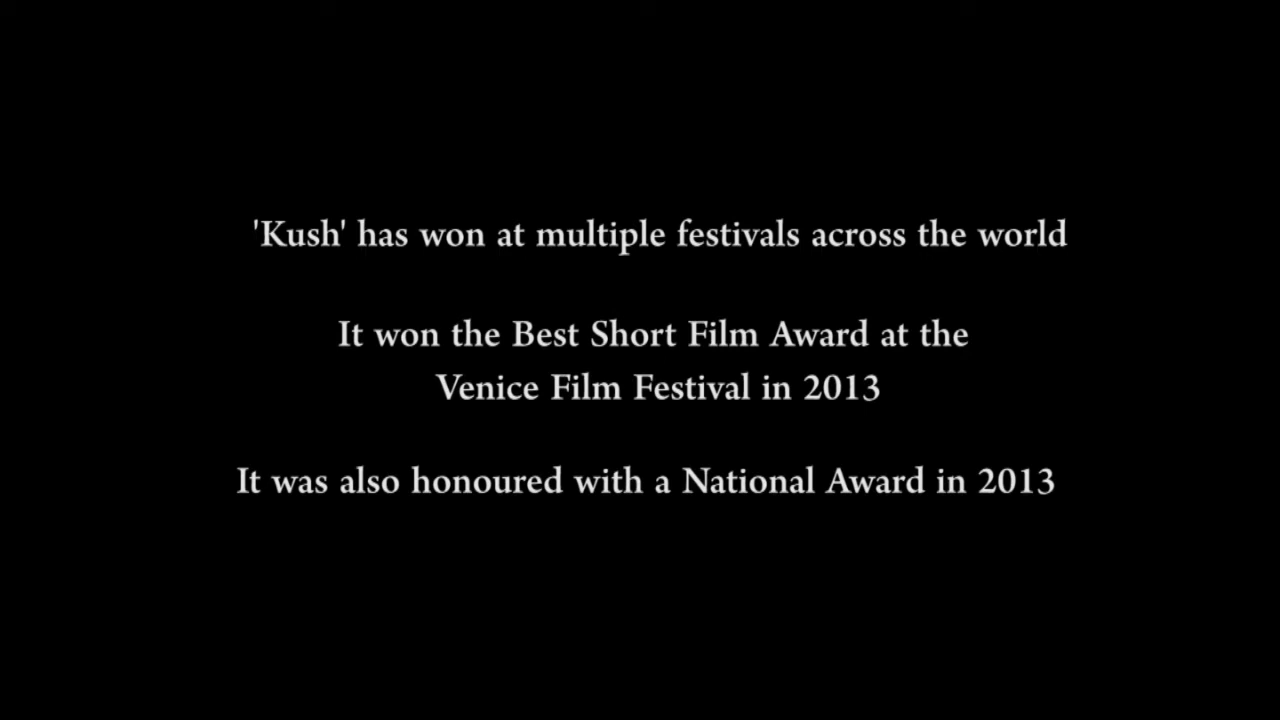 'Kush' has won at multiple festivals across the world
It won the Best Short Film Award at the
Venice Film Festival in 2013
It was also honoured with a National Award in 2013